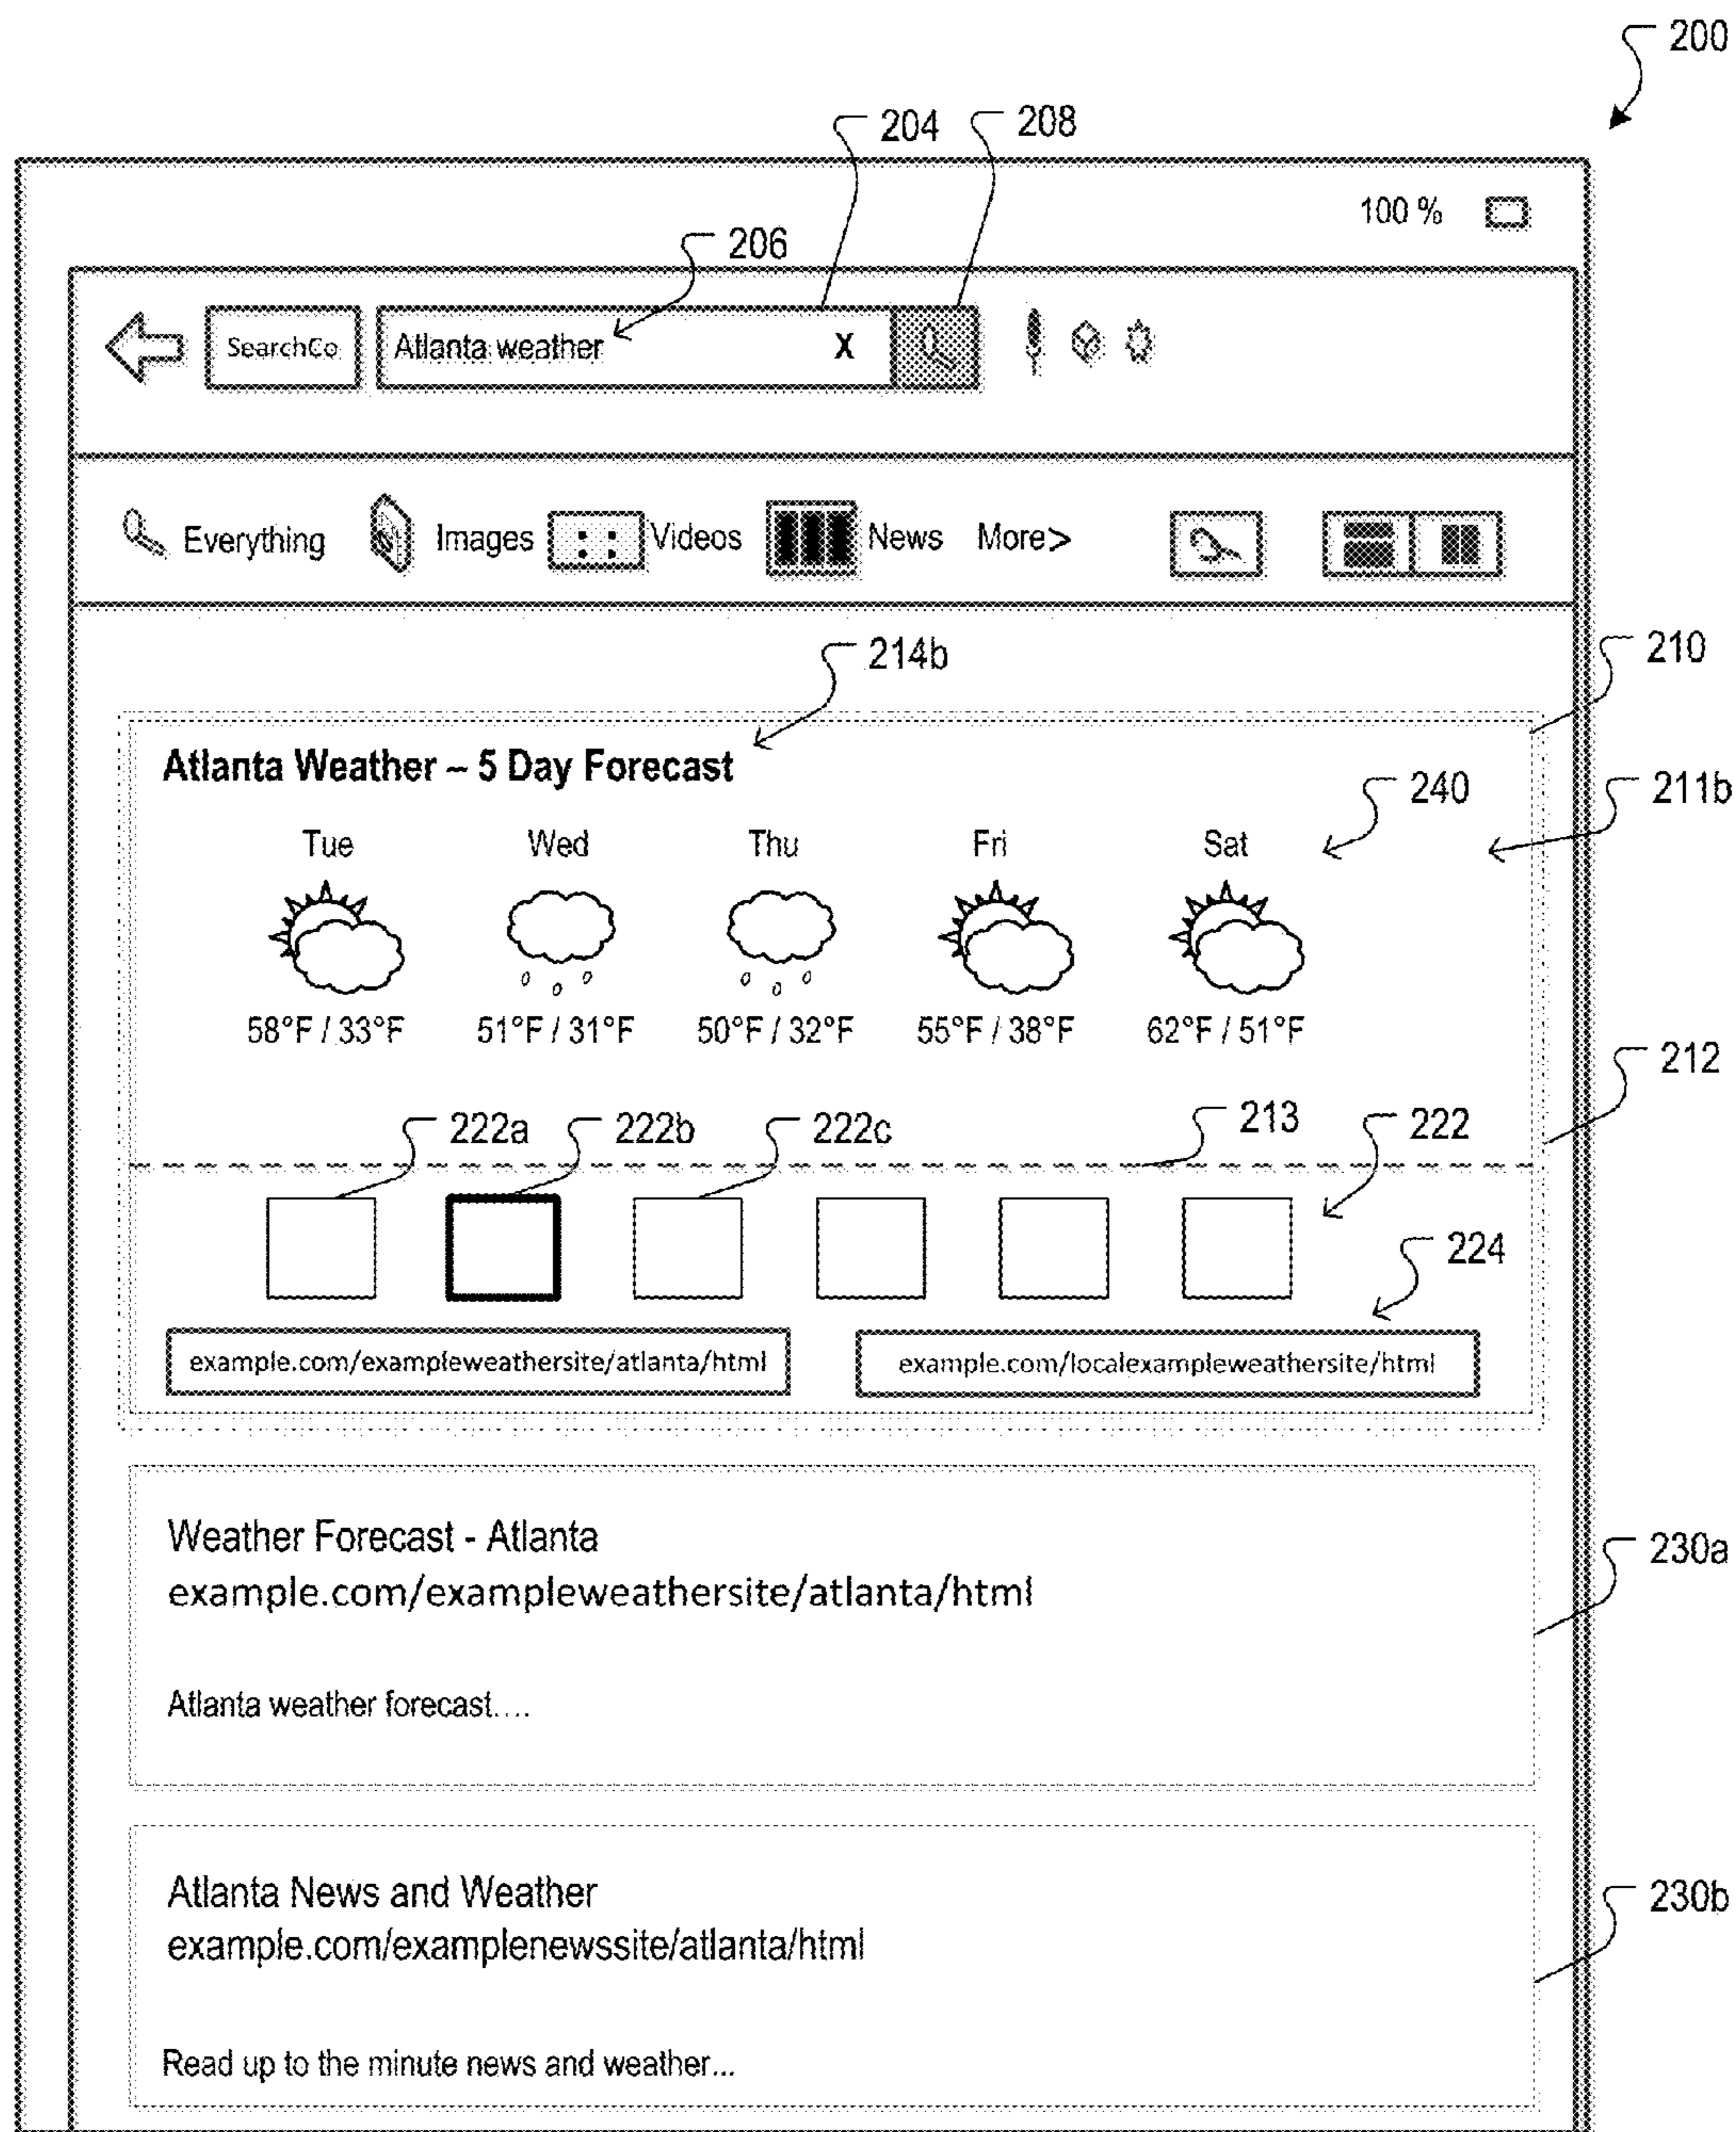 200
204 208
100 %
206
SearchCo Atlanta weather X
Everything Images Videos News More>
214b 210
Atlanta Weather – 5 Day Forecast
240 211b
Tue Wed Thu Fri Sat
58°F / 33°F 51°F / 31°F 50°F / 32°F 55°F / 38°F 62°F / 51°F
212
222a 222b 222c 213 222
224
example.com/exampleweathersite/atlanta/html example.com/localexampleweathersite/html
Weather Forecast - Atlanta
230a
example.com/exampleweathersite/atlanta/html
Atlanta weather forecast....
Atlanta News and Weather
230b
example.com/examplenewssite/atlanta/html
Read up to the minute news and weather...